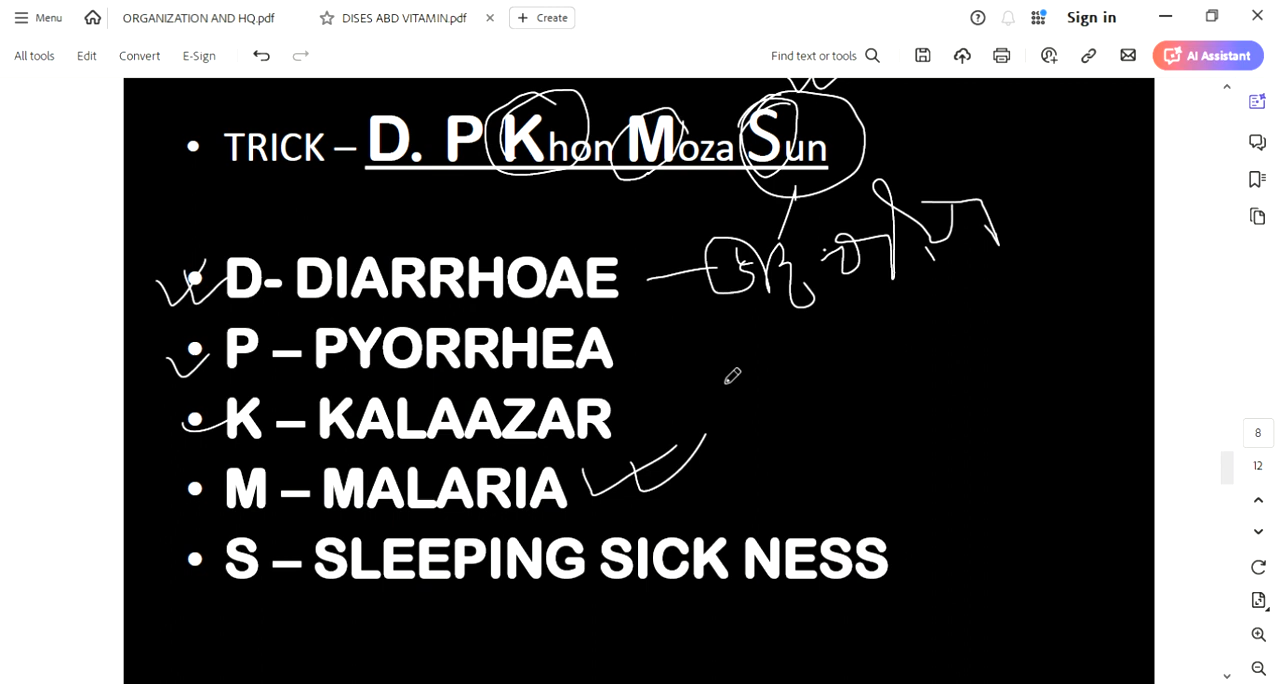 Menu
ORGANIZATION AND HQ.pdf
DISES ABD VITAMIN.pdf
Create
Sign in
All tools
Edit
Convert
E-Sign
Find text or tools
AI Assistant
• TRICK – D. P Khon Moza Sun
• D- DIARRHOAE
• P – PYORRHEA
• K – KALAAZAR
• M – MALARIA
• S – SLEEPING SICK NESS
8
12